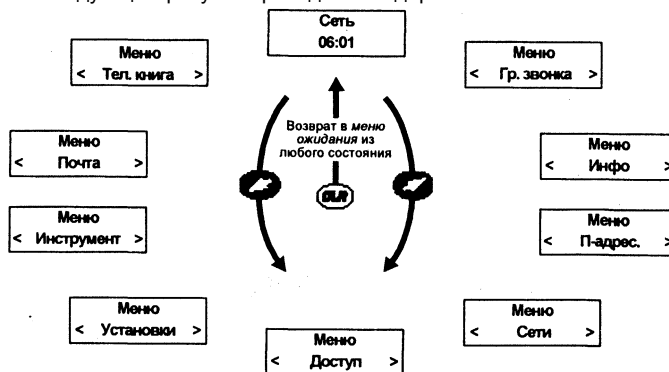 Сеть
06:01
Меню
< Тел. книга >
Меню
< Гр. звонка >
Возврат в меню
ожидания из
любого состояния
Меню
< Почта >
Меню
< Инфо >
CLR
Меню
< Инструмент >
Меню
< П-адрес. >
Меню
< Установки >
Меню
< Сети >
Меню
< Доступ >